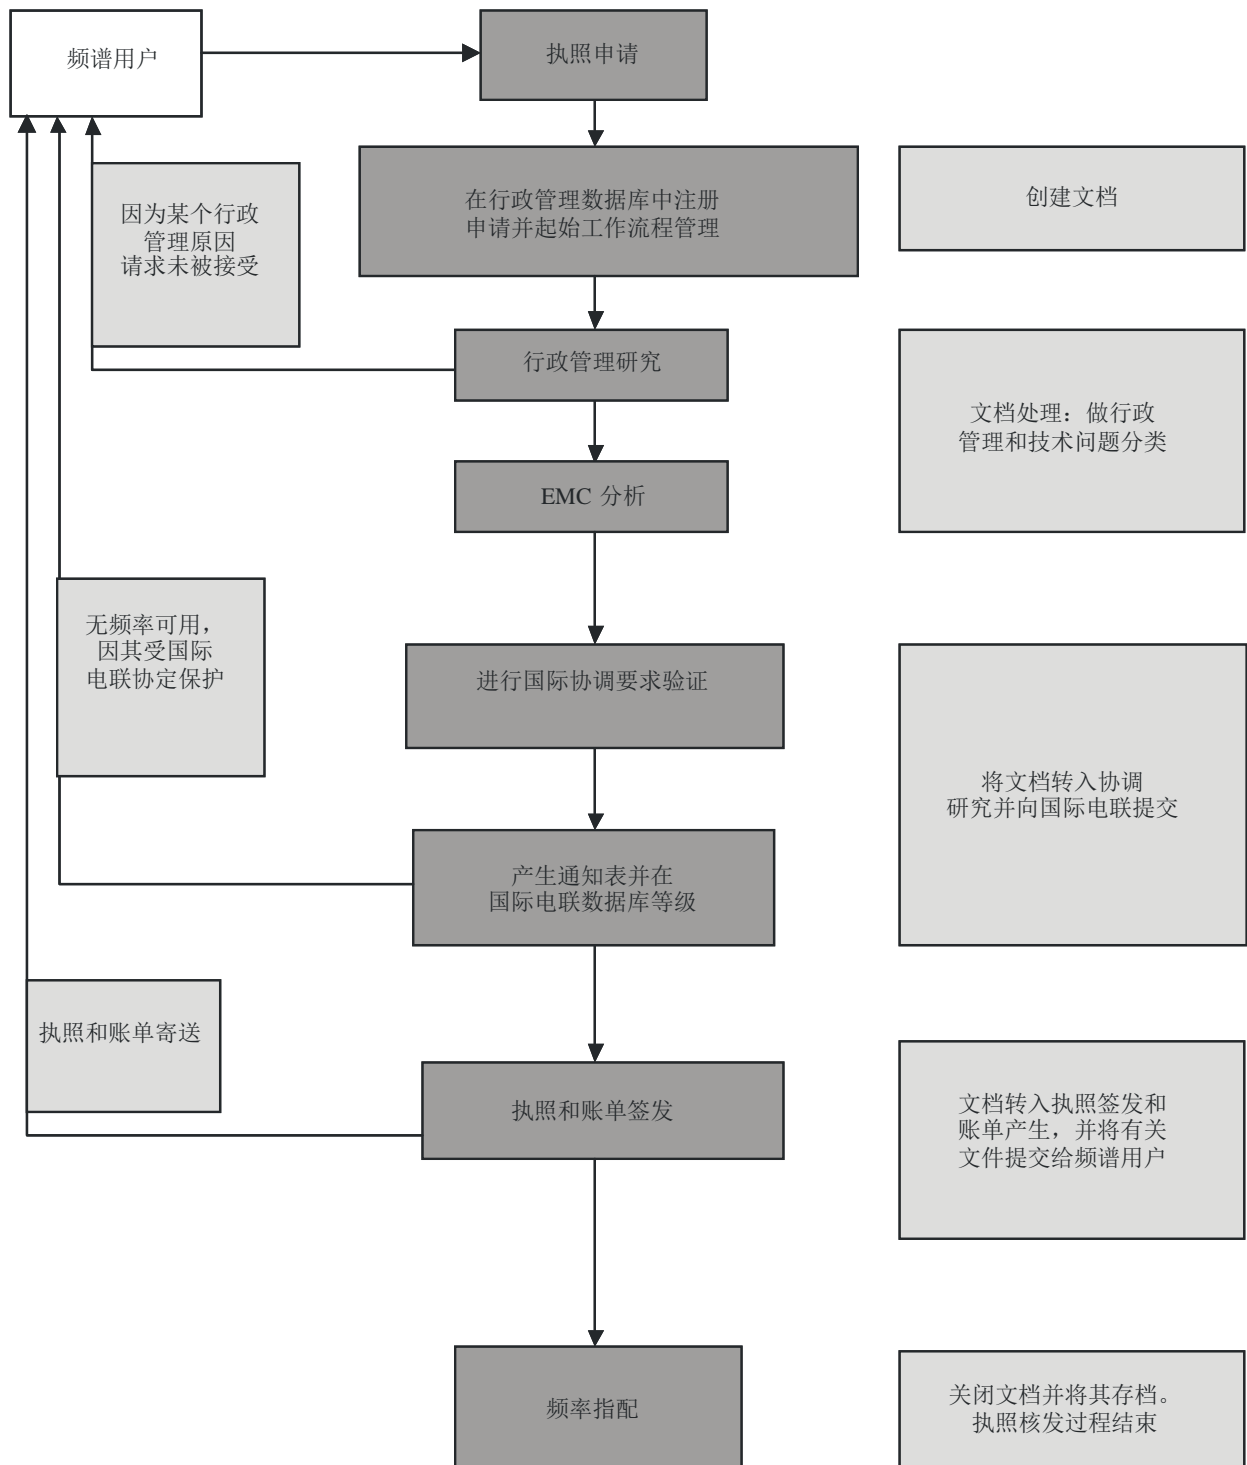 频谱用户
执照申请
在行政管理数据库中注册
申请并起始工作流程管理
创建文档
因为某个行政
管理原因
请求未被接受
行政管理研究
文档处理：做行政
管理和技术问题分类
EMC 分析
无频率可用，
因其受国际
电联协定保护
进行国际协调要求验证
将文档转入协调
研究并向国际电联提交
产生通知表并在
国际电联数据库等级
执照和账单寄送
执照和账单签发
文档转入执照签发和
账单产生，并将有关
文件提交给频谱用户
频率指配
关闭文档并将其存档。
执照核发过程结束